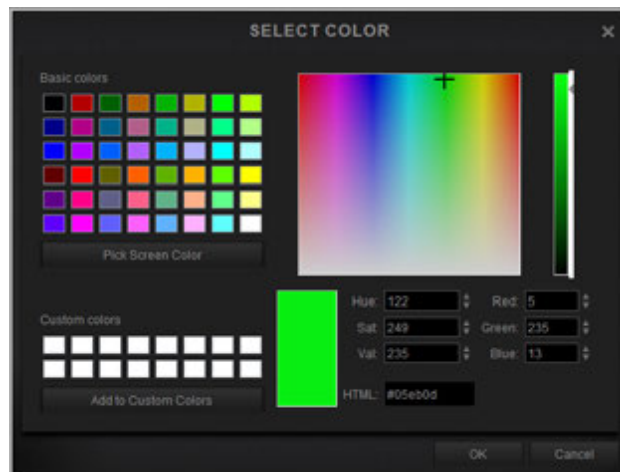 SELECT COLOR
Basic colors
Pick Screen Color
Custom colors
Add to Custom Colors
Hue: 122
Sat: 249
Val: 235
Red: 5
Green: 235
Blue: 13
HTML: #05eb0d
OK
Cancel